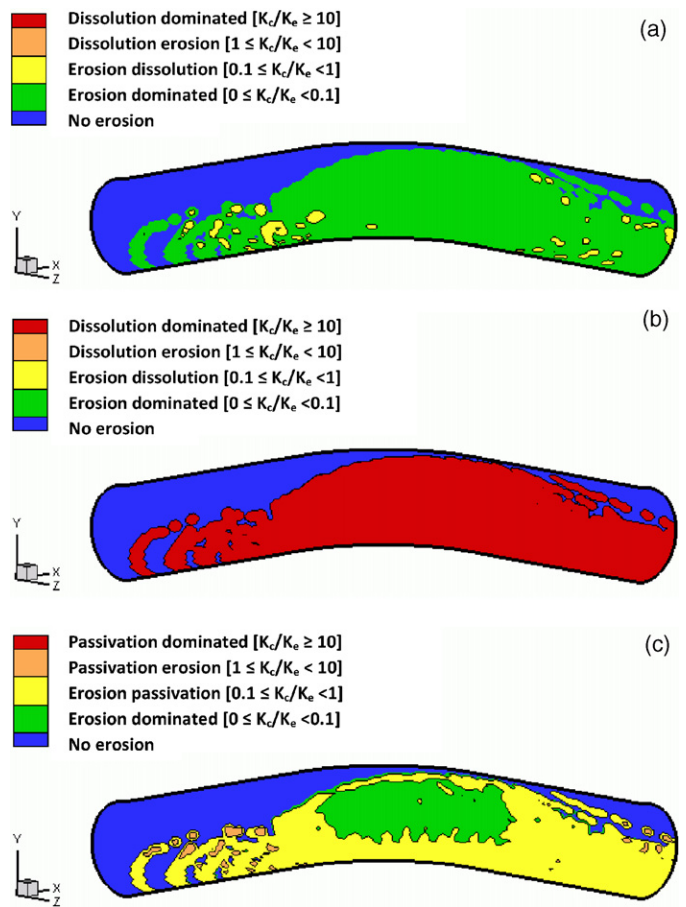 Dissolution dominated [Kc/Ke ≥ 10]
(a)
Dissolution erosion [1 ≤ Kc/Ke < 10]
Erosion dissolution [0.1 ≤ Kc/Ke <1]
Erosion dominated [0 ≤ Kc/Ke <0.1]
No erosion
Y
X
Z
(b)
Dissolution dominated [Kc/Ke ≥ 10]
Dissolution erosion [1 ≤ Kc/Ke < 10]
Erosion dissolution [0.1 ≤ Kc/Ke <1]
Erosion dominated [0 ≤ Kc/Ke <0.1]
No erosion
Y
X
Z
Passivation dominated [Kc/Ke ≥ 10]
(c)
Passivation erosion [1 ≤ Kc/Ke < 10]
Erosion passivation [0.1 ≤ Kc/Ke <1]
Erosion dominated [0 ≤ Kc/Ke <0.1]
No erosion
Y
X
Z